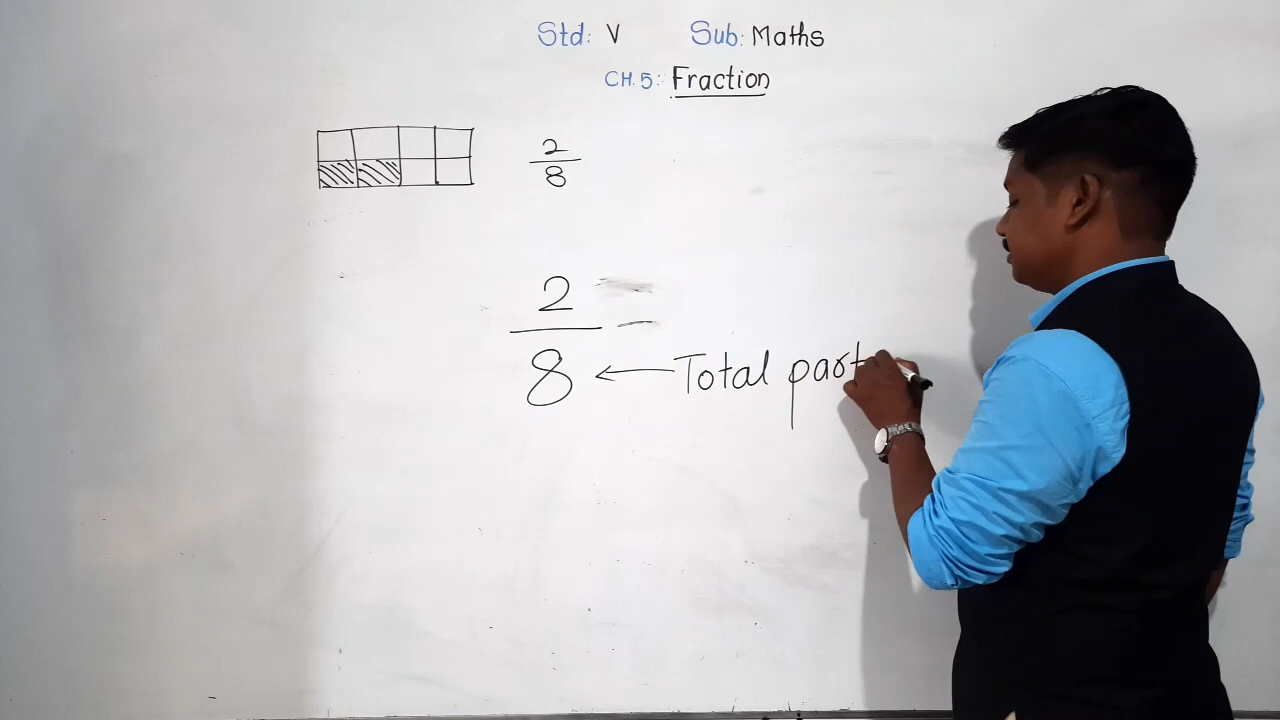 Std: V Sub: Maths
CH. 5: Fraction
2
8
2
8 ← Total part